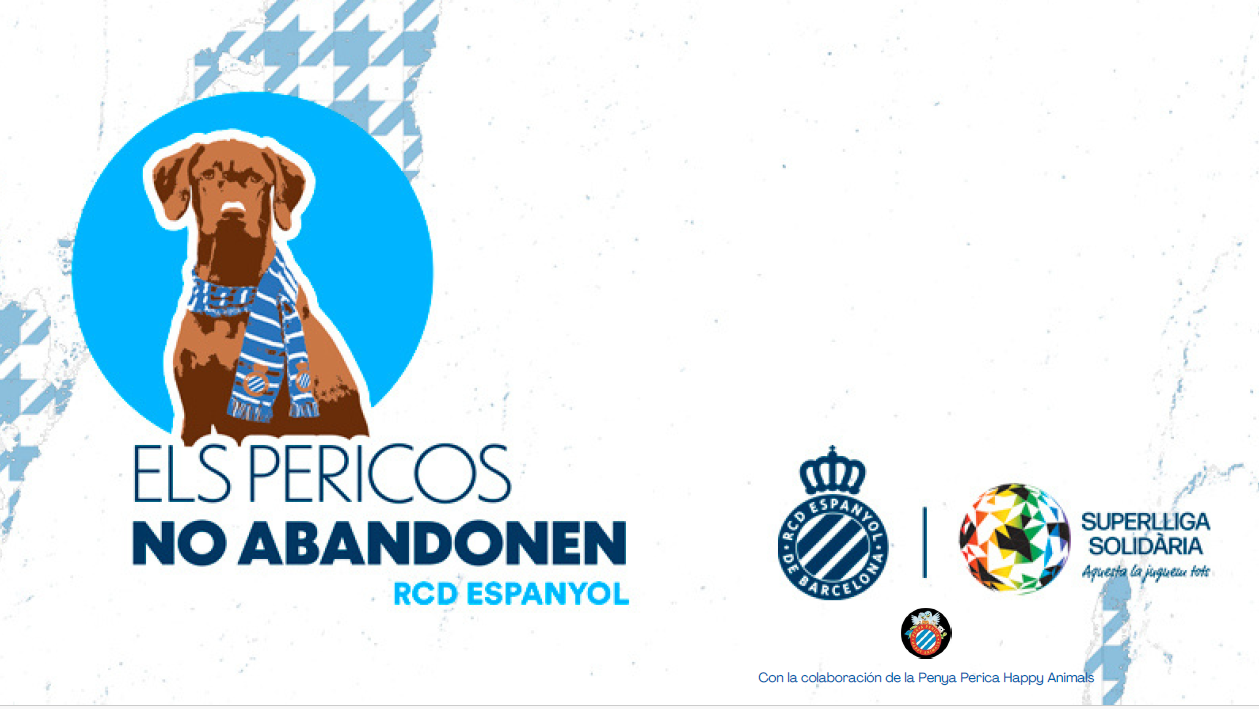 ELS PERICOS
NO ABANDONEN
RCD ESPANYOL
RCD ESPANYOL
DE BARCELONA
SUPERLLIGA
SOLIDÀRIA
Aquesta la juguem tots
Con la colaboración de la Penya Perica Happy Animals